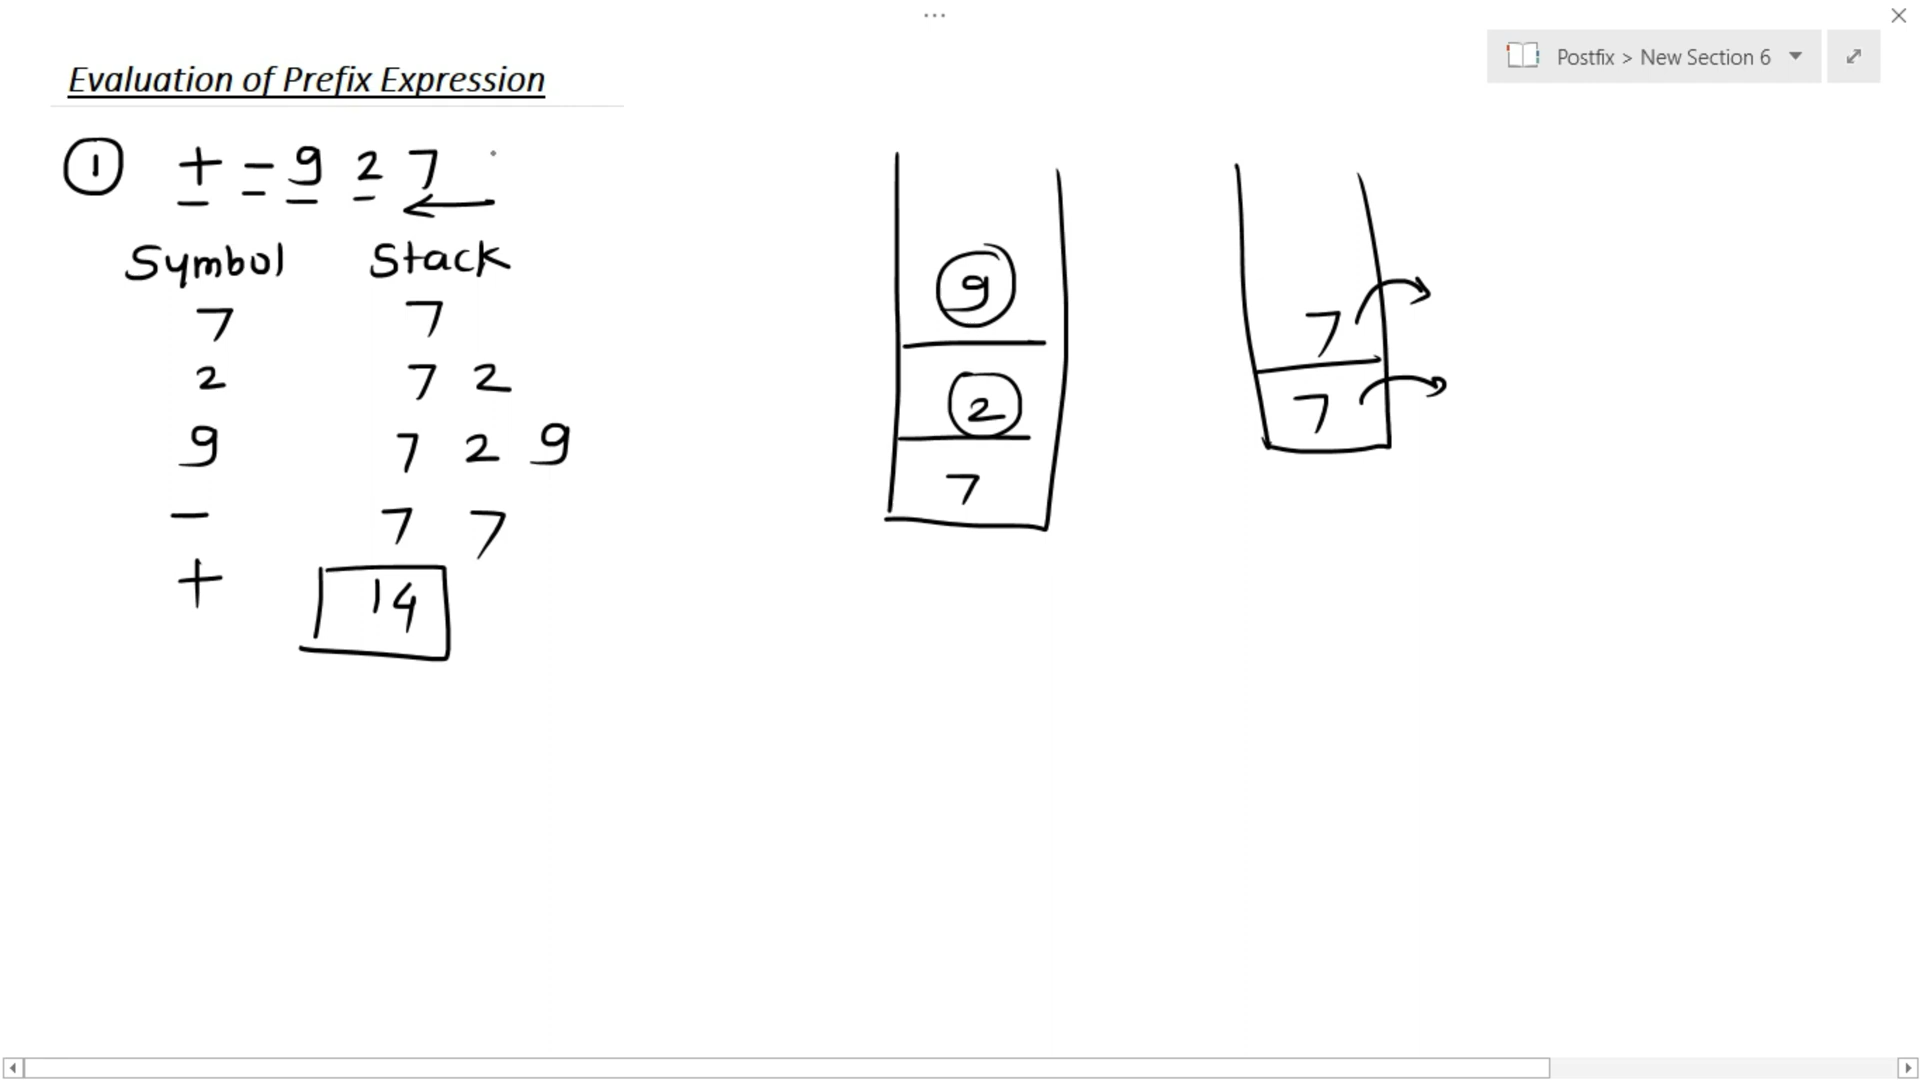 Postfix > New Section 6
Evaluation of Prefix Expression
1 + - 9 2 7
Symbol Stack
7 7
2 7 2
9 7 2 9
- 7 7
+ 14
9
2
7
7
7